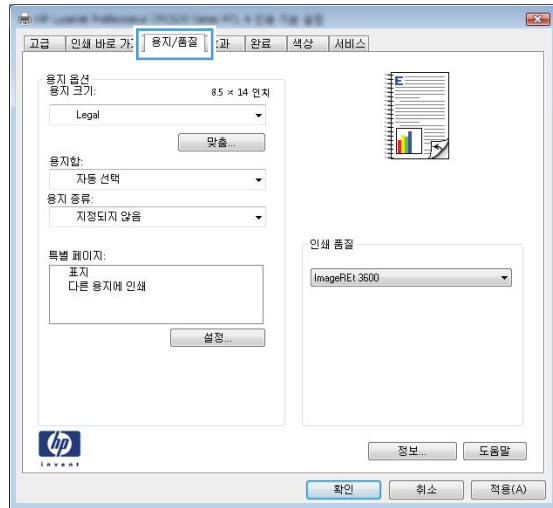 고급
인쇄 바로 가
용지/품질
과
완료
색상
서비스
용지 옵션
용지 크기:
8.5 × 14 인치
Legal
맞춤...
용지함:
자동 선택
용지 종류:
지정되지 않음
특별 페이지:
표지
다른 용지에 인쇄
설정...
E
인쇄 품질
ImageREt 3600
hp
invent
정보...
도움말
확인
취소
적용(A)